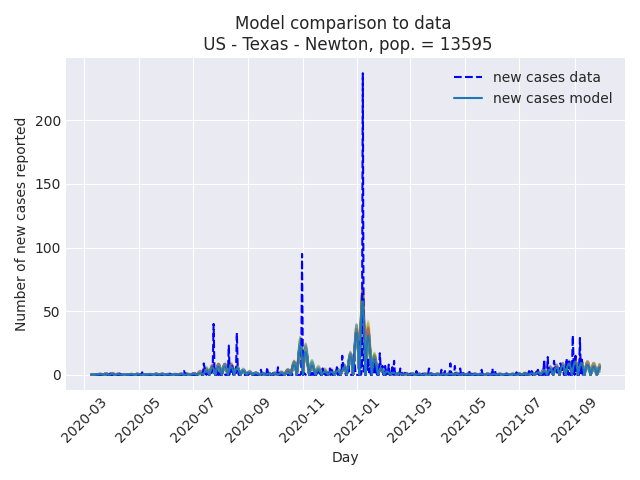 Model comparison to data
US - Texas - Newton, pop. = 13595
new cases data
new cases model
Number of new cases reported
200
150
100
50
0
2020-03
2020-05
2020-07
2020-09
2020-11
2021-01
2021-03
2021-05
2021-07
2021-09
Day